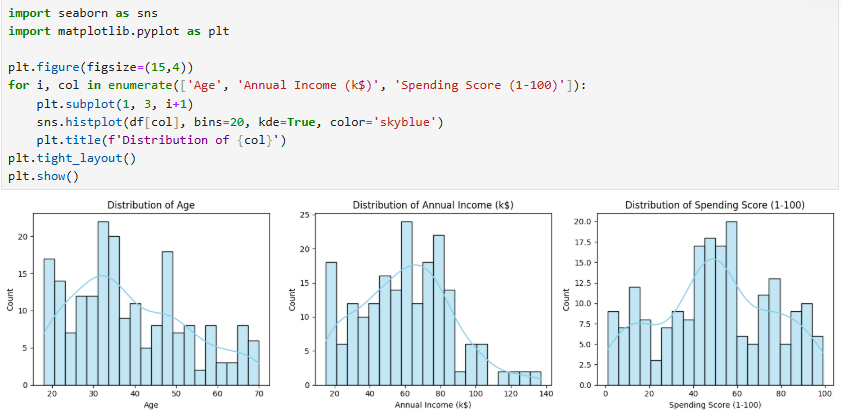 import seaborn as sns
import matplotlib.pyplot as plt
plt.figure(figsize=(15,4))
for i, col in enumerate(['Age', 'Annual Income (k$)', 'Spending Score (1-100)']):
    plt.subplot(1, 3, i+1)
    sns.histplot(df[col], bins=20, kde=True, color='skyblue')
    plt.title(f'Distribution of {col}')
plt.tight_layout()
plt.show()
Distribution of Age
Count
20
15
10
5
0
20 30 40 50 60 70
Age
Distribution of Annual Income (k$)
Count
25
20
15
10
5
0
20 40 60 80 100 120 140
Annual Income (k$)
Distribution of Spending Score (1-100)
Count
20.0
17.5
15.0
12.5
10.0
7.5
5.0
2.5
0.0
0 20 40 60 80 100
Spending Score (1-100)